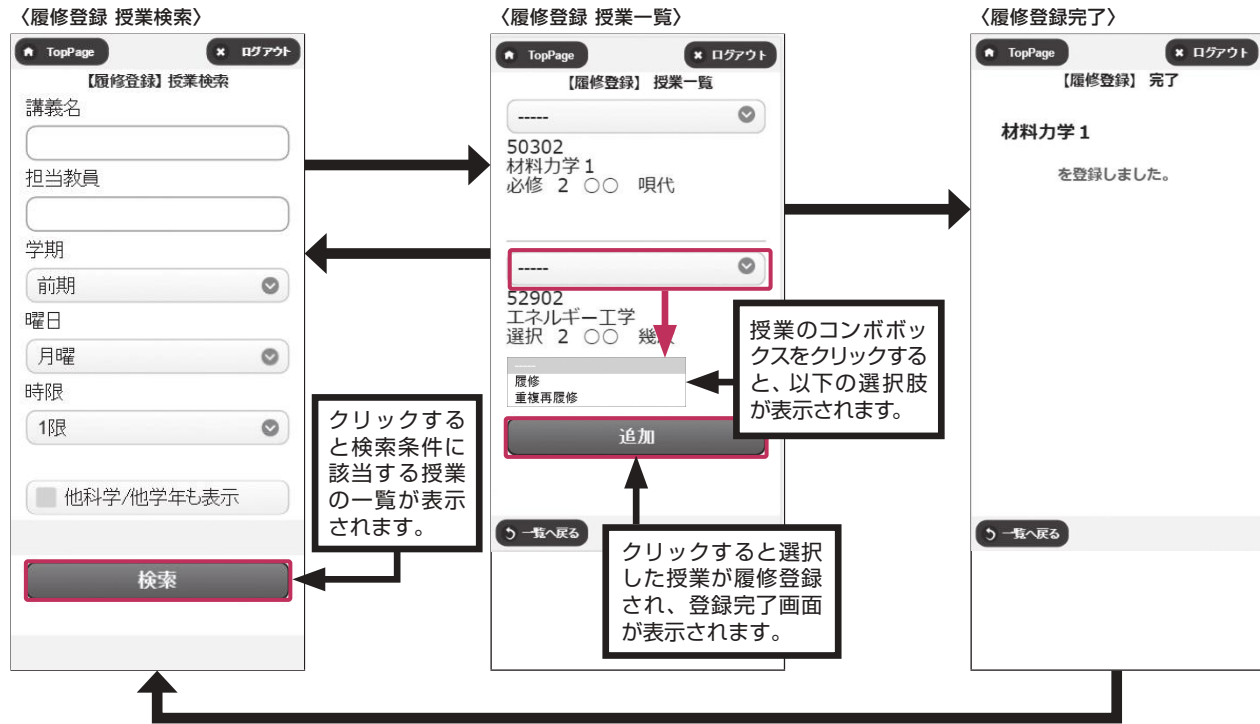 〈履修登録 授業検索〉
TopPage
ログアウト
【履修登録】授業検索
講義名
担当教員
学期
前期
曜日
月曜
時限
1限
他科学/他学年も表示
検索
クリックする
と検索条件に
該当する授業
の一覧が表示
されます。
〈履修登録 授業一覧〉
TopPage
ログアウト
【履修登録】 授業一覧
-----
50302
材料力学1
必修 2 ○○ 唄代
-----
52902
エネルギー工学
選択 2 ○○ 幾
-----
履修
重複再履修
追加
一覧へ戻る
授業のコンボボッ
クスをクリックする
と、以下の選択肢
が表示されます。
クリックすると選択
した授業が履修登録
され、登録完了画面
が表示されます。
〈履修登録完了〉
TopPage
ログアウト
【履修登録】 完了
材料力学1
を登録しました。
一覧へ戻る